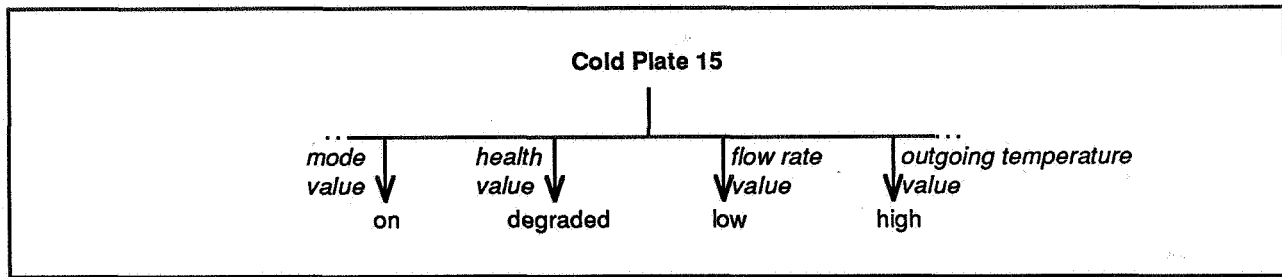 Cold Plate 15
mode value
health value
flow rate value
outgoing temperature value
on
degraded
low
high